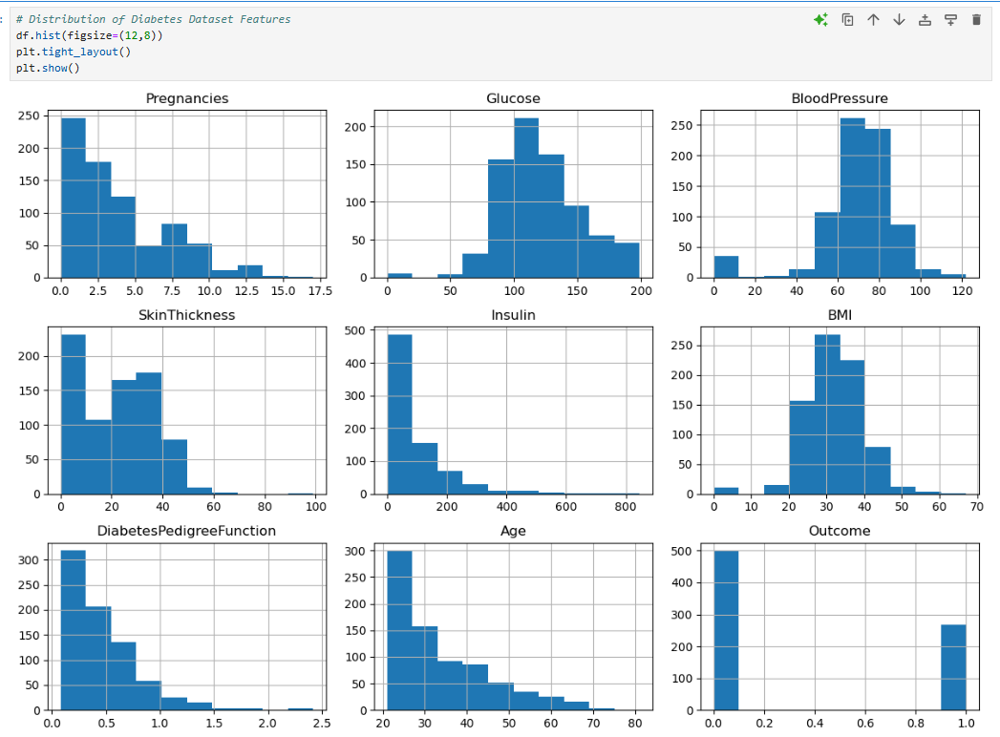 # Distribution of Diabetes Dataset Features
df.hist(figsize=(12,8))
plt.tight_layout()
plt.show()
Pregnancies
250
200
150
100
50
0
0.0 2.5 5.0 7.5 10.0 12.5 15.0 17.5
Glucose
200
150
100
50
0
0 50 100 150 200
BloodPressure
250
200
150
100
50
0
0 20 40 60 80 100 120
SkinThickness
200
150
100
50
0
0 20 40 60 80 100
Insulin
500
400
300
200
100
0
0 200 400 600 800
BMI
250
200
150
100
50
0
0 10 20 30 40 50 60 70
DiabetesPedigreeFunction
300
250
200
150
100
50
0
0.0 0.5 1.0 1.5 2.0 2.5
Age
300
250
200
150
100
50
0
20 30 40 50 60 70 80
Outcome
500
400
300
200
100
0
0.0 0.2 0.4 0.6 0.8 1.0